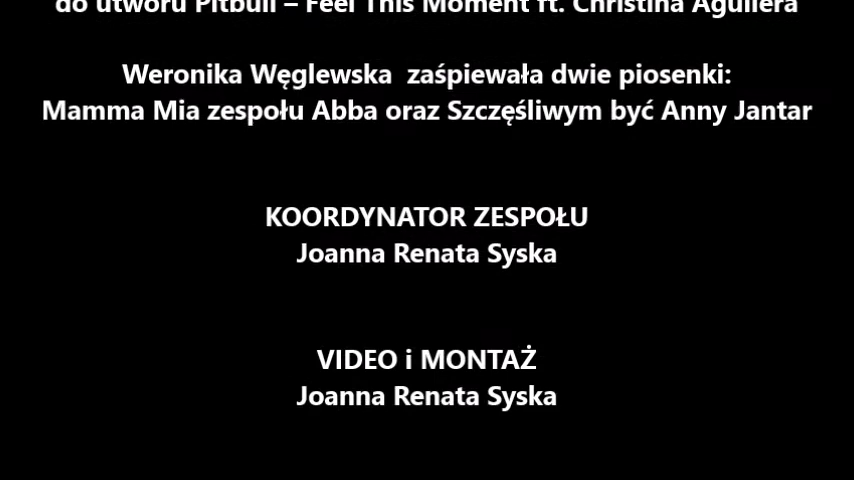 do utworu Pitbull – Feel This Moment ft. Christina Aguilera
Weronika Węglewska zaśpiewała dwie piosenki:
Mamma Mia zespołu Abba oraz Szczęśliwym być Anny Jantar
KOORDYNATOR ZESPOŁU
Joanna Renata Syska
VIDEO i MONTAŻ
Joanna Renata Syska